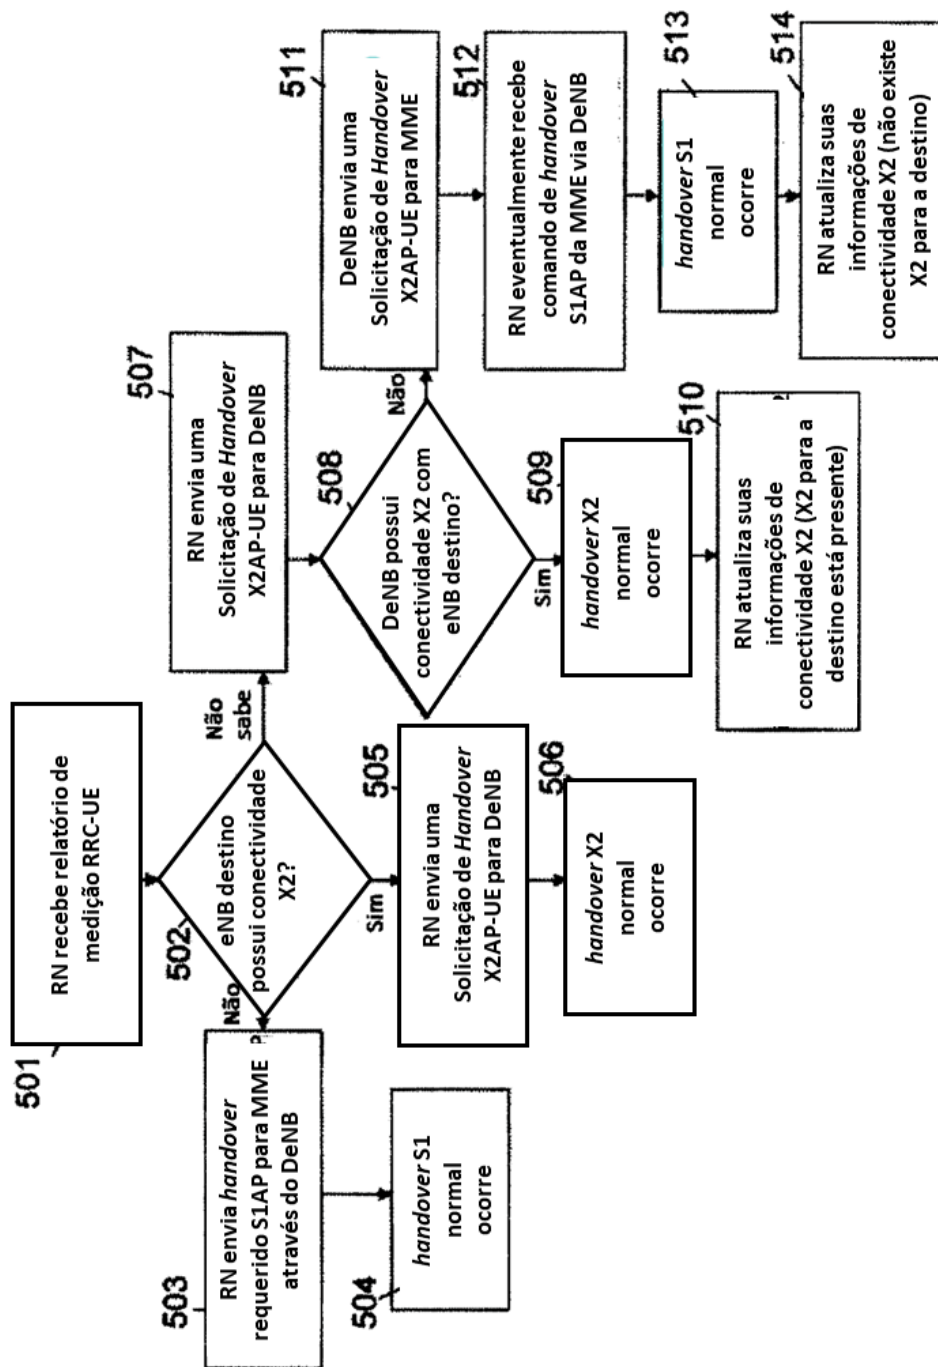 501
RN recebe relatório de
medição RRC-UE
502
eNB destino
possui conectividade
X2?
Não
503
RN envia handover
requerido S1AP para MME
através do DeNB
504
handover S1
normal
ocorre
Sim
505
RN envia uma
Solicitação de Handover
X2AP-UE para DeNB
506
handover X2
normal
ocorre
Não
sabe
507
RN envia uma
Solicitação de Handover
X2AP-UE para DeNB
508
DeNB possui
conectividade X2 com
eNB destino?
Sim
509
handover X2
normal
ocorre
510
RN atualiza suas
informações de
conectividade X2 (X2 para a
destino está presente)
Não
511
DeNB envia uma
Solicitação de Handover
X2AP-UE para MME
512
RN eventualmente recebe
comando de handover
S1AP da MME via DeNB
513
handover S1
normal
ocorre
514
RN atualiza suas
informações de
conectividade X2 (não existe
X2 para a destino)